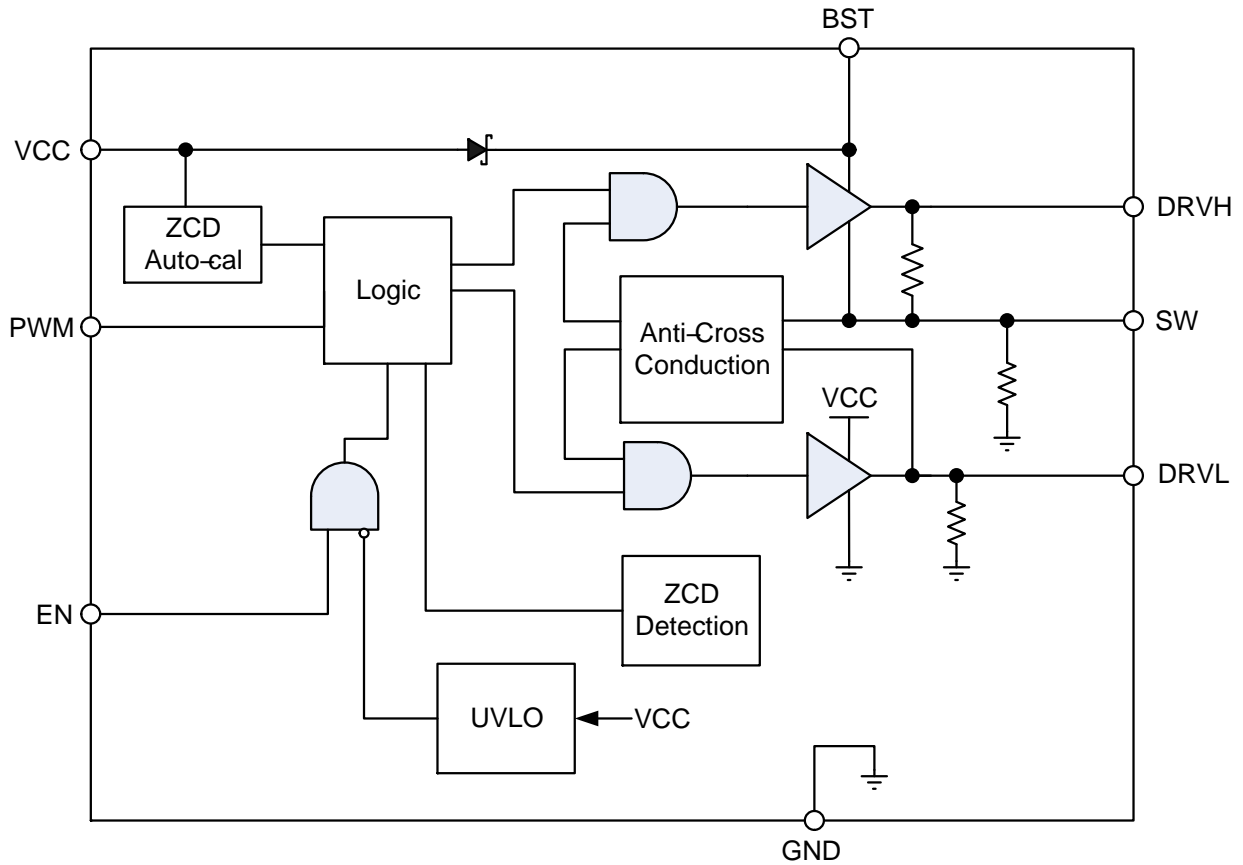 BST
VCC
DRVH
ZCD
Auto-cal
Logic
PWM
SW
Anti-Cross
Conduction
VCC
DRVL
EN
ZCD
Detection
UVLO
VCC
GND